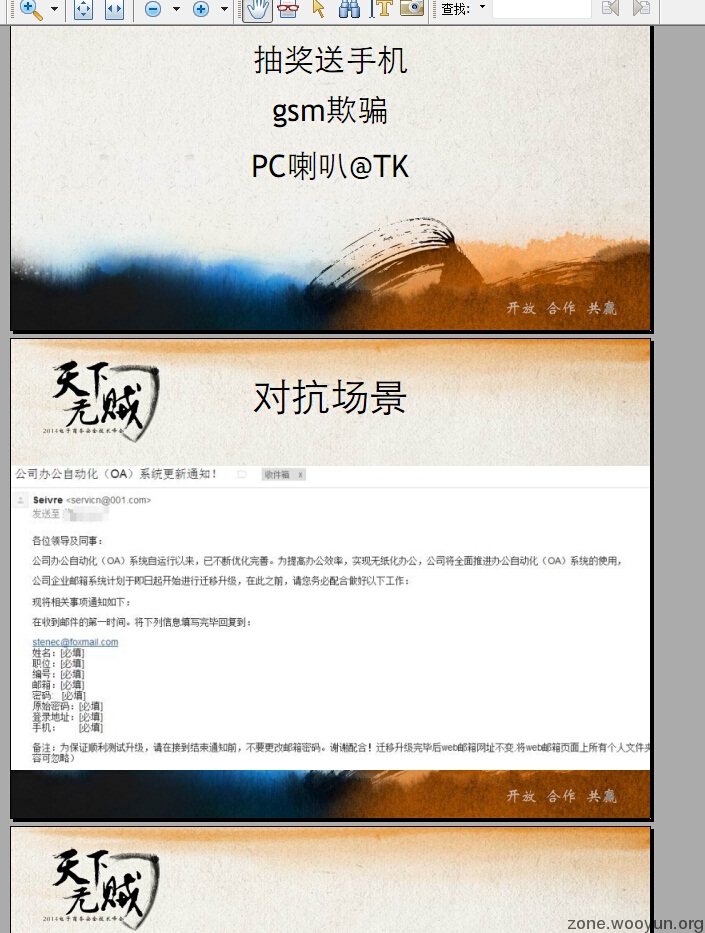 查找:
抽奖送手机
gsm欺骗
PC喇叭@TK
开放 合作 共赢
天下无贼
2014电子商务安全技术峰会
对抗场景
公司办公自动化（OA）系统更新通知！ 收件箱 x
Seivre <servicn@001.com>
发送至
各位领导及同事：
公司办公自动化（OA）系统自运行以来，已不断优化完善。为提高办公效率，实现无纸化办公，公司将全面推进办公自动化（OA）系统的使用，
公司企业邮箱系统计划于即日起开始进行迁移升级，在此之前，请您务必配合做好以下工作：
现将相关事项通知如下：
在收到邮件的第一时间。将下列信息填写完毕回复到：
stenec@foxmail.com
姓名：[必填]
职位：[必填]
编号：[必填]
邮箱：[必填]
密码 [必填]
原始密码：[必填]
登录地址：[必填]
手机： [必填]
备注：为保证顺利测试升级，请在接到结束通知前，不要更改邮箱密码。谢谢配合！迁移升级完毕后web邮箱网址不变.将web邮箱页面上所有个人文件夹
容可忽略）
开放 合作 共赢
天下无贼
2014电子商务安全技术峰会
zone.wooyun.org